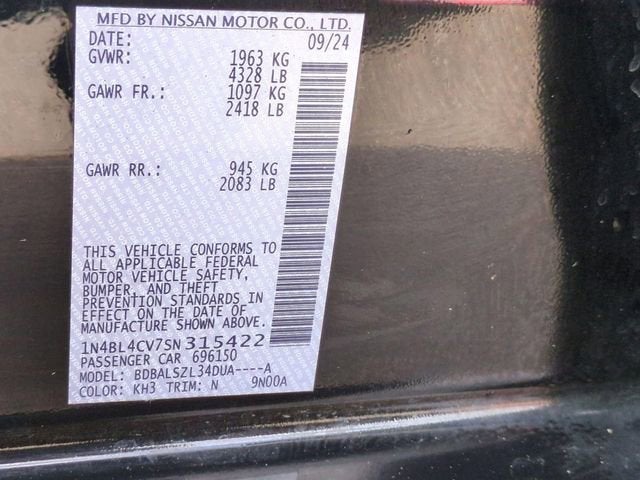 MFD BY NISSAN MOTOR CO., LTD.
DATE: 09/24
GVWR: 1963 KG
4328 LB
GAWR FR.: 1097 KG
2418 LB
GAWR RR.: 945 KG
2083 LB
THIS VEHICLE CONFORMS TO
ALL APPLICABLE FEDERAL
MOTOR VEHICLE SAFETY,
BUMPER, AND THEFT
PREVENTION STANDARDS IN
EFFECT ON THE DATE OF
MANUFACTURE SHOWN ABOVE.
1N4BL4CV7SN315422
PASSENGER CAR 696150
MODEL: BDBALSZL34DUA----A
COLOR: KH3 TRIM: N 9N00A